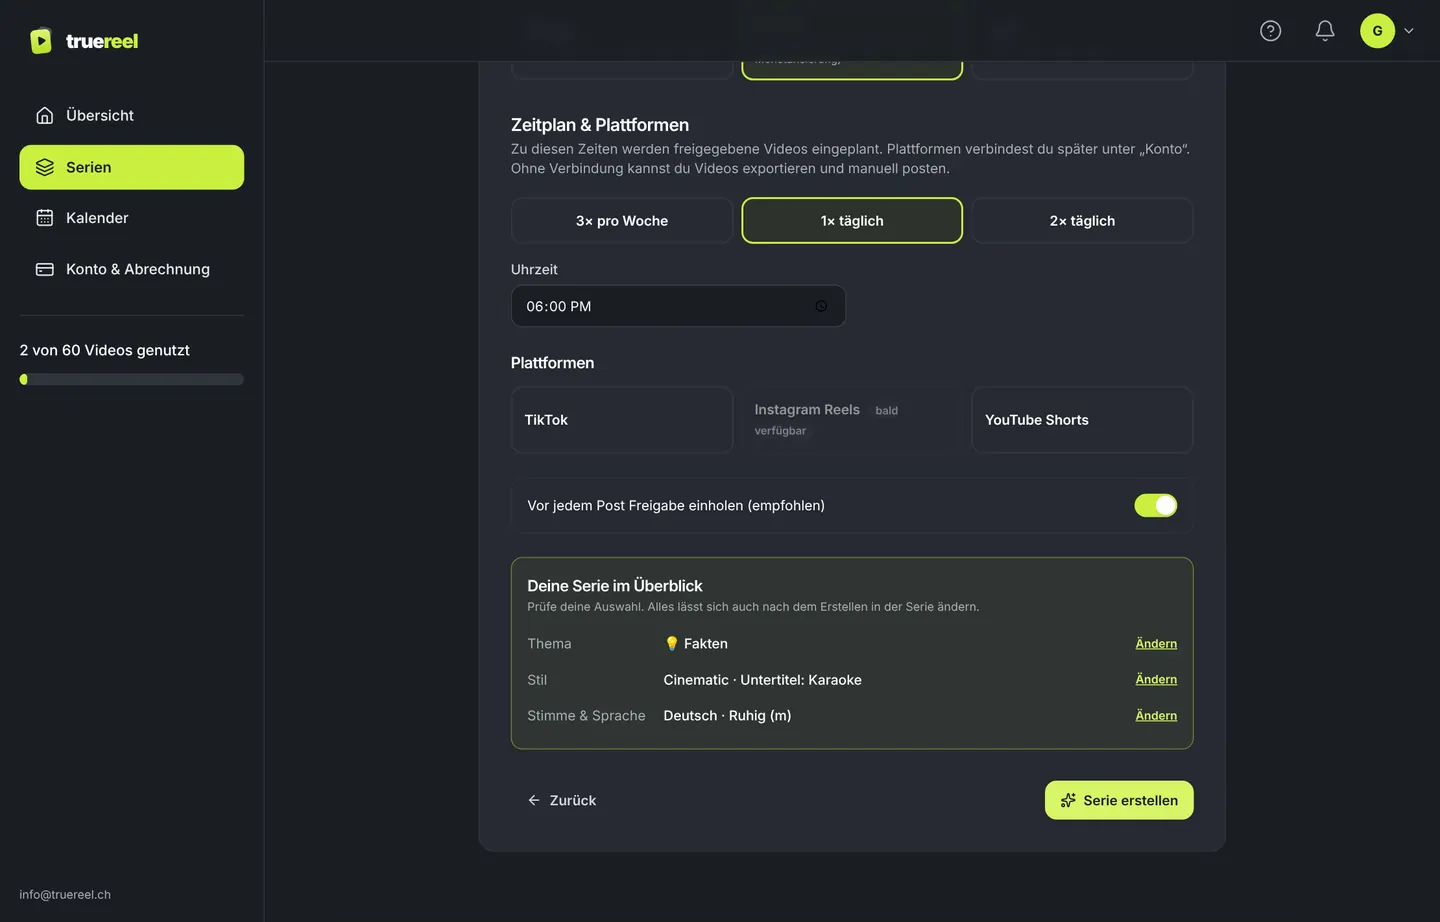 truereel
G
Übersicht
Serien
Kalender
Konto & Abrechnung
2 von 60 Videos genutzt
info@truereel.ch
Zeitplan & Plattformen
Zu diesen Zeiten werden freigegebene Videos eingeplant. Plattformen verbindest du später unter „Konto“.
Ohne Verbindung kannst du Videos exportieren und manuell posten.
3× pro Woche
1× täglich
2× täglich
Uhrzeit
06:00 PM
Plattformen
TikTok
Instagram Reels bald
verfügbar
YouTube Shorts
Vor jedem Post Freigabe einholen (empfohlen)
Deine Serie im Überblick
Prüfe deine Auswahl. Alles lässt sich auch nach dem Erstellen in der Serie ändern.
Thema 💡 Fakten Ändern
Stil Cinematic · Untertitel: Karaoke Ändern
Stimme & Sprache Deutsch · Ruhig (m) Ändern
← Zurück
Serie erstellen